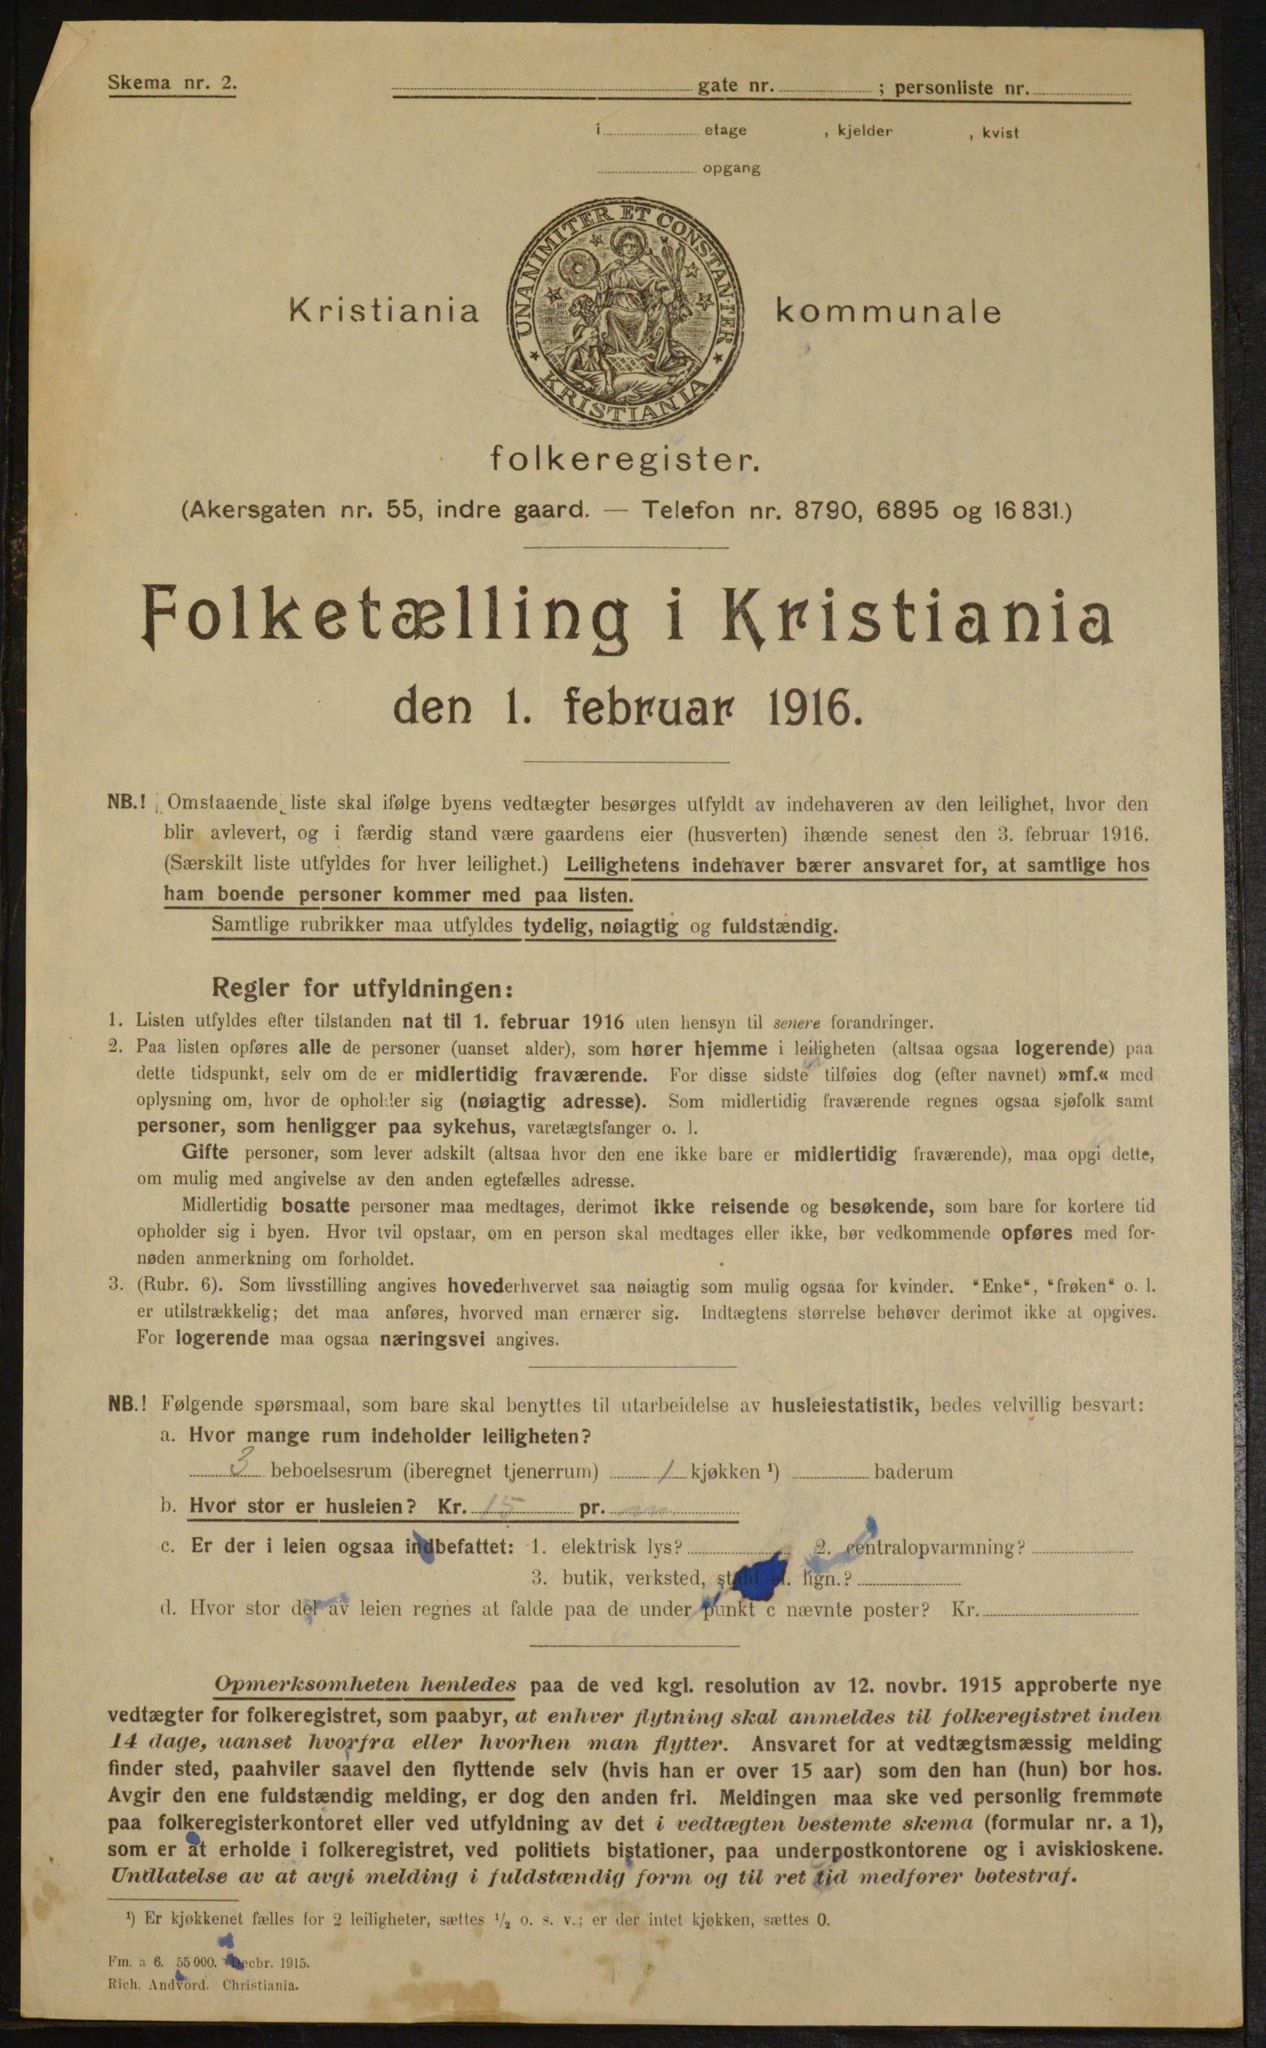 Skema nr. 2.
gate nr. ; personliste nr.
i etage , kjelder , kvist
opgang
UNANIMITER ET CONSTANTER
KRISTIANIA
Kristiania kommunale
folkeregister.
(Akersgaten nr. 55, indre gaard. — Telefon nr. 8790, 6895 og 16 831.)
Folketælling i Kristiania
den 1. februar 1916.
NB.! Omstaaende liste skal ifølge byens vedtægter besørges utfyldt av indehaveren av den leilighet, hvor den
blir avlevert, og i færdig stand være gaardens eier (husverten) ihænde senest den 3. februar 1916.
(Særskilt liste utfyldes for hver leilighet.) Leilighetens indehaver bærer ansvaret for, at samtlige hos
ham boende personer kommer med paa listen.
Samtlige rubrikker maa utfyldes tydelig, nøiagtig og fuldstændig.
Regler for utfyldningen:
1. Listen utfyldes efter tilstanden nat til 1. februar 1916 uten hensyn til senere forandringer.
2. Paa listen opføres alle de personer (uanset alder), som hører hjemme i leiligheten (altsaa ogsaa logerende) paa
dette tidspunkt, selv om de er midlertidig fraværende. For disse sidste tilføies dog (efter navnet) »mf.« med
oplysning om, hvor de opholder sig (nøiagtig adresse). Som midlertidig fraværende regnes ogsaa sjøfolk samt
personer, som henligger paa sykehus, varetægtsfanger o. l.
Gifte personer, som lever adskilt (altsaa hvor den ene ikke bare er midlertidig fraværende), maa opgi dette,
om mulig med angivelse av den anden egtefælles adresse.
Midlertidig bosatte personer maa medtages, derimot ikke reisende og besøkende, som bare for kortere tid
opholder sig i byen. Hvor tvil opstaar, om en person skal medtages eller ikke, bør vedkommende opføres med for-
nøden anmerkning om forholdet.
3. (Rubr. 6). Som livsstilling angives hovederhvervet saa nøiagtig som mulig ogsaa for kvinder. "Enke", "frøken" o. l.
er utilstrækkelig; det maa anføres, hvorved man ernærer sig. Indtægtens størrelse behøver derimot ikke at opgives.
For logerende maa ogsaa næringsvei angives.
NB.! Følgende spørsmaal, som bare skal benyttes til utarbeidelse av husleiestatistik, bedes velvillig besvart:
a. Hvor mange rum indeholder leiligheten?
3 beboelsesrum (iberegnet tjenerrum) 1 kjøkken ¹) baderum
b. Hvor stor er husleien? Kr. 15 pr. m
c. Er der i leien ogsaa indbefattet: 1. elektrisk lys? 2. centralopvarmning?
3. butik, verksted, stald el. lign.?
d. Hvor stor del av leien regnes at falde paa de under punkt c nævnte poster? Kr.
Opmerksomheten henledes paa de ved kgl. resolution av 12. novbr. 1915 approberte nye
vedtægter for folkeregistret, som paabyr, at enhver flytning skal anmeldes til folkeregistret inden
14 dage, uanset hvorfra eller hvorhen man flytter. Ansvaret for at vedtægtsmæssig melding
finder sted, paahviler saavel den flyttende selv (hvis han er over 15 aar) som den han (hun) bor hos.
Avgir den ene fuldstændig melding, er dog den anden fri. Meldingen maa ske ved personlig fremmøte
paa folkeregisterkontoret eller ved utfyldning av det i vedtægten bestemte skema (formular nr. a 1),
som er at erholde i folkeregistret, ved politiets bistationer, paa underpostkontorene og i aviskioskene.
Undlatelse av at avgi melding i fuldstændig form og til ret tid medfører bøtestraf.
¹) Er kjøkkenet fælles for 2 leiligheter, sættes ½ o. s. v.; er der intet kjøkken, sættes 0.
Fm. a 6. 55 000. Decbr. 1915.
Rich. Andvord. Christiania.